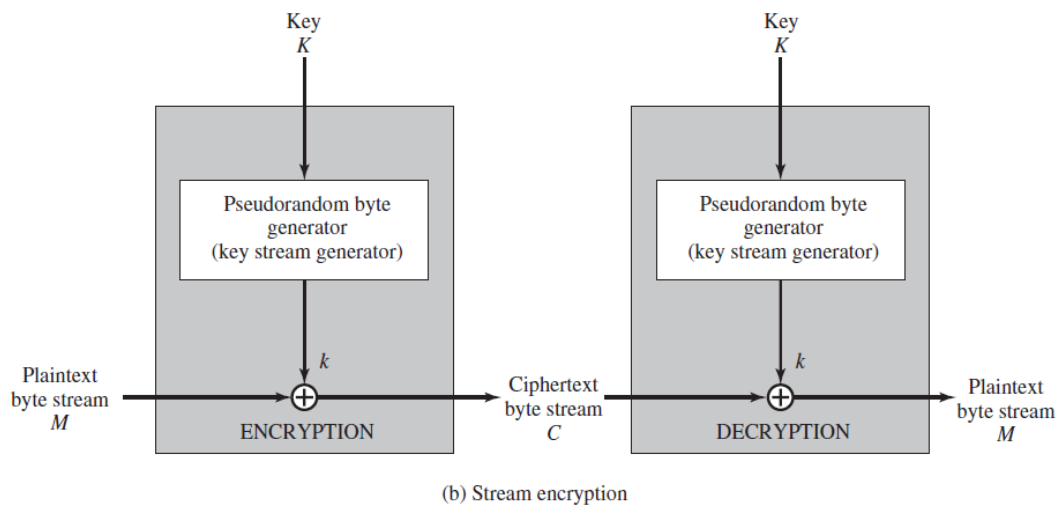 Key
K
Pseudorandom byte
generator
(key stream generator)
k
Plaintext
byte stream
M
ENCRYPTION
Ciphertext
byte stream
C
Key
K
Pseudorandom byte
generator
(key stream generator)
k
DECRYPTION
Plaintext
byte stream
M
(b) Stream encryption